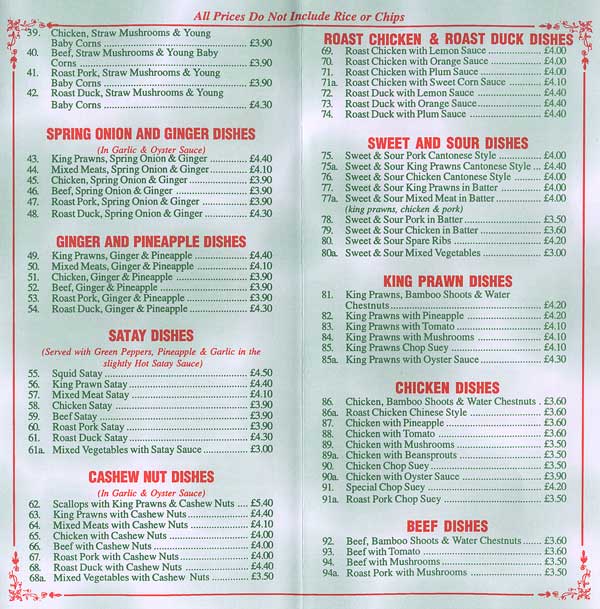 All Prices Do Not Include Rice or Chips
39. Chicken, Straw Mushrooms & Young
Baby Corns ........ £3.90
40. Beef, Straw Mushrooms & Young Baby
Corns ........ £3.90
41. Roast Pork, Straw Mushrooms & Young
Baby Corns ........ £3.90
42. Roast Duck, Straw Mushrooms & Young
Baby Corns ........ £4.30
SPRING ONION AND GINGER DISHES
(In Garlic & Oyster Sauce)
43. King Prawns, Spring Onion & Ginger ........ £4.40
44. Mixed Meats, Spring Onion & Ginger ........ £4.10
45. Chicken, Spring Onion & Ginger ........ £3.90
46. Beef, Spring Onion & Ginger ........ £3.90
47. Roast Pork, Spring Onion & Ginger ........ £3.90
48. Roast Duck, Spring Onion & Ginger ........ £4.30
GINGER AND PINEAPPLE DISHES
49. King Prawns, Ginger & Pineapple ........ £4.40
50. Mixed Meats, Ginger & Pineapple ........ £4.10
51. Chicken, Ginger & Pineapple ........ £3.90
52. Beef, Ginger & Pineapple ........ £3.90
53. Roast Pork, Ginger & Pineapple ........ £3.90
54. Roast Duck, Ginger & Pineapple ........ £4.30
SATAY DISHES
(Served with Green Peppers, Pineapple & Garlic in the
slightly Hot Satay Sauce)
55. Squid Satay ........ £4.50
56. King Prawn Satay ........ £4.40
57. Mixed Meat Satay ........ £4.10
58. Chicken Satay ........ £3.90
59. Beef Satay ........ £3.90
60. Roast Pork Satay ........ £3.90
61. Roast Duck Satay ........ £4.30
61a. Mixed Vegetables with Satay Sauce ........ £3.00
CASHEW NUT DISHES
(In Garlic & Oyster Sauce)
62. Scallops with King Prawns & Cashew Nuts .... £5.40
63. King Prawns with Cashew Nuts ........ £4.40
64. Mixed Meats with Cashew Nuts ........ £4.10
65. Chicken with Cashew Nuts ........ £4.00
66. Beef with Cashew Nuts ........ £4.00
67. Roast Pork with Cashew Nuts ........ £4.00
68. Roast Duck with Cashew Nuts ........ £4.40
68a. Mixed Vegetables with Cashew Nuts ........ £3.50
ROAST CHICKEN & ROAST DUCK DISHES
69. Roast Chicken with Lemon Sauce ........ £4.00
70. Roast Chicken with Orange Sauce ........ £4.00
71. Roast Chicken with Plum Sauce ........ £4.00
71a. Roast Chicken with Sweet Corn Sauce ........ £4.10
72. Roast Duck with Lemon Sauce ........ £4.40
73. Roast Duck with Orange Sauce ........ £4.40
74. Roast Duck with Plum Sauce ........ £4.40
SWEET AND SOUR DISHES
75. Sweet & Sour Pork Cantonese Style ........ £4.00
75a. Sweet & Sour King Prawns Cantonese Style .... £4.40
76. Sweet & Sour Chicken Cantonese Style ........ £4.00
77. Sweet & Sour King Prawns in Batter ........ £4.00
77a. Sweet & Sour Mixed Meat in Batter ........ £4.00
(king prawns, chicken & pork)
78. Sweet & Sour Pork in Batter ........ £3.50
79. Sweet & Sour Chicken in Batter ........ £3.60
80. Sweet & Sour Spare Ribs ........ £4.20
80a. Sweet & Sour Mixed Vegetables ........ £3.00
KING PRAWN DISHES
81. King Prawns, Bamboo Shoots & Water
Chestnuts ........ £4.20
82. King Prawns with Pineapple ........ £4.20
83. King Prawns with Tomato ........ £4.10
84. King Prawns with Mushrooms ........ £4.10
85. King Prawns Chop Suey ........ £4.10
85a. King Prawns with Oyster Sauce ........ £4.30
CHICKEN DISHES
86. Chicken, Bamboo Shoots & Water Chestnuts . £3.60
86a. Roast Chicken Chinese Style ........ £3.60
87. Chicken with Pineapple ........ £3.60
88. Chicken with Tomato ........ £3.60
89. Chicken with Mushrooms ........ £3.50
89a. Chicken with Beansprouts ........ £3.50
90. Chicken Chop Suey ........ £3.50
90a. Chicken with Oyster Sauce ........ £3.90
91. Special Chop Suey ........ £4.20
91a. Roast Pork Chop Suey ........ £3.50
BEEF DISHES
92. Beef, Bamboo Shoots & Water Chestnuts ...... £3.60
93. Beef with Tomato ........ £3.60
94. Beef with Mushrooms ........ £3.50
94a. Roast Pork with Mushrooms ........ £3.50